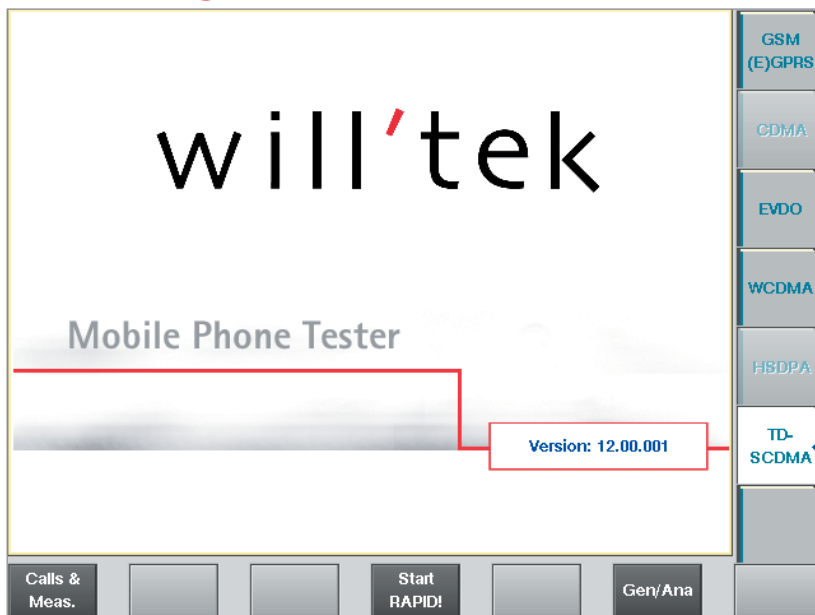 will'tek
Mobile Phone Tester
Version: 12.00.001
GSM
(E)GPRS
CDMA
EVDO
WCDMA
HSDPA
TD-
SCDMA
Calls &
Meas.
Start
RAPID!
Gen/Ana